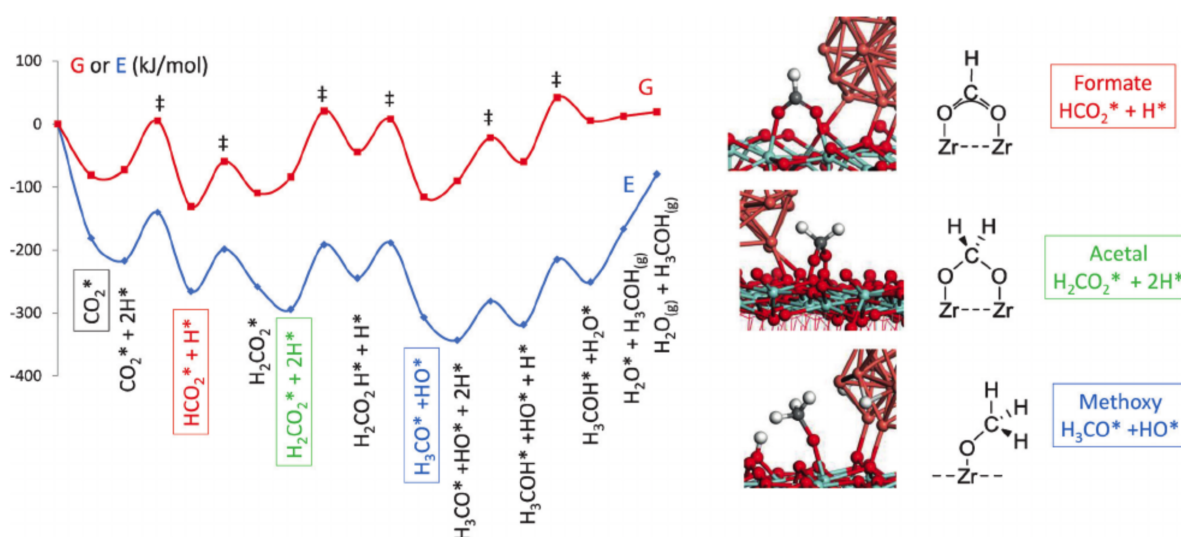 G or E (kJ/mol)
100
0
-100
-200
-300
-400
‡
‡
‡
‡
‡
‡
G
E
CO₂*
CO₂* + 2H*
HCO₂* + H*
H₂CO₂*
H₂CO₂* + 2H*
H₂CO₂H* + H*
H₃CO* +HO*
H₃CO* +HO* + 2H*
H₃COH* +HO* + H*
H₃COH* +H₂O*
H₂O* + H₃COH(g)
H₂O(g) + H₃COH(g)
H
C
O O
Zr---Zr
Formate
HCO₂* + H*
H H
C
O O
Zr---Zr
Acetal
H₂CO₂* + 2H*
H
H
C
H
O
--Zr--
Methoxy
H₃CO* +HO*